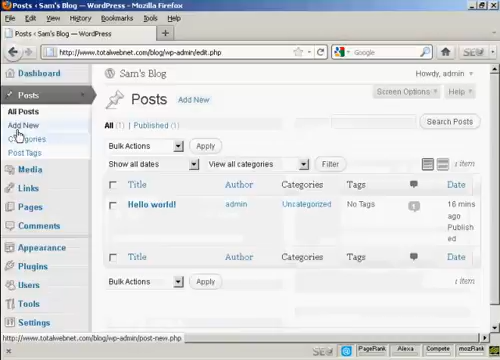 Posts ‹ Sam's Blog — WordPress - Mozilla Firefox
File Edit View History Bookmarks Tools Help
Posts ‹ Sam's Blog — WordPress
http://www.totalwebnet.com/blog/wp-admin/edit.php
Google
Dashboard
Sam's Blog
Howdy, admin
Posts
Screen Options
Help
All Posts
Posts
Add New
Add New
Categories
Post Tags
All (1) | Published (1)
Search Posts
Bulk Actions
Apply
Show all dates
View all categories
Filter
1 item
Media
Links
Pages
Comments
Appearance
Plugins
Users
Tools
Settings
Title Author Categories Tags Date
Hello world! admin Uncategorized No Tags 1 16 mins
ago
Publish
ed
Title Author Categories Tags Date
Bulk Actions
Apply
1 item
http://www.totalwebnet.com/blog/wp-admin/post-new.php
PageRank Alexa Compete mozRank